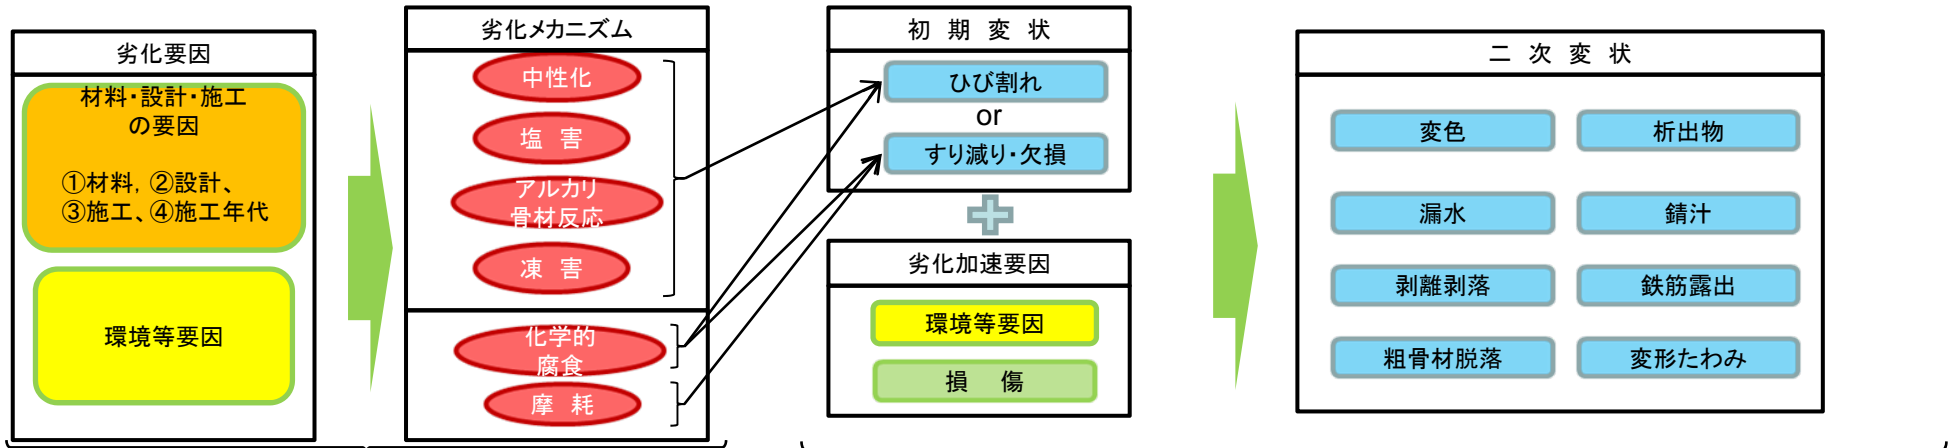 劣化要因
材料・設計・施工
の要因
①材料, ②設計、
③施工、④施工年代
環境等要因
劣化メカニズム
中性化
塩 害
アルカリ
骨材反応
凍 害
化学的
腐食
摩 耗
初 期 変 状
ひび割れ
or
すり減り・欠損
劣化加速要因
環境等要因
損 傷
二 次 変 状
変色
析出物
漏水
錆汁
剥離剥落
鉄筋露出
粗骨材脱落
変形たわみ